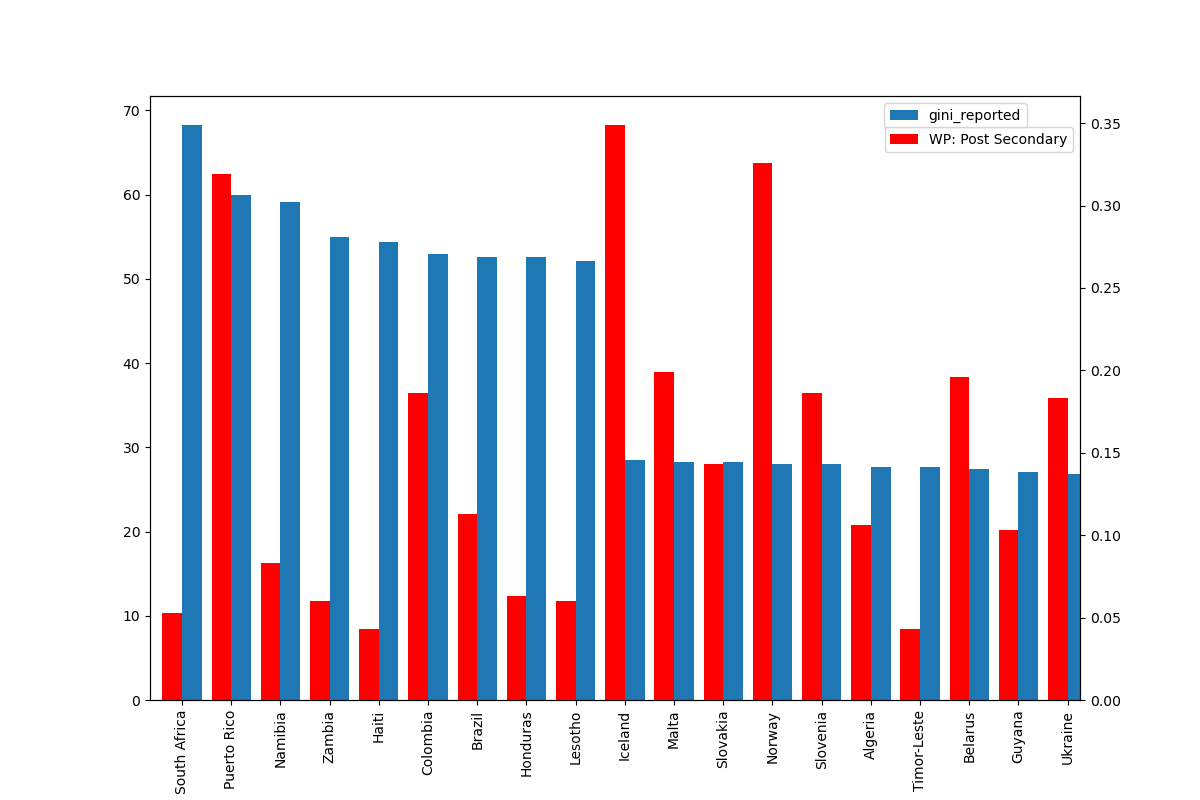 70
60
50
40
30
20
10
0
gini_reported
WP: Post Secondary
0.35
0.30
0.25
0.20
0.15
0.10
0.05
0.00
South Africa
Puerto Rico
Namibia
Zambia
Haiti
Colombia
Brazil
Honduras
Lesotho
Iceland
Malta
Slovakia
Norway
Slovenia
Algeria
Timor-Leste
Belarus
Guyana
Ukraine